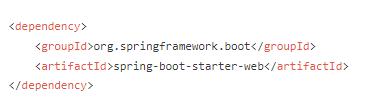 <dependency>
    <groupId>org.springframework.boot</groupId>
    <artifactId>spring-boot-starter-web</artifactId>
</dependency>